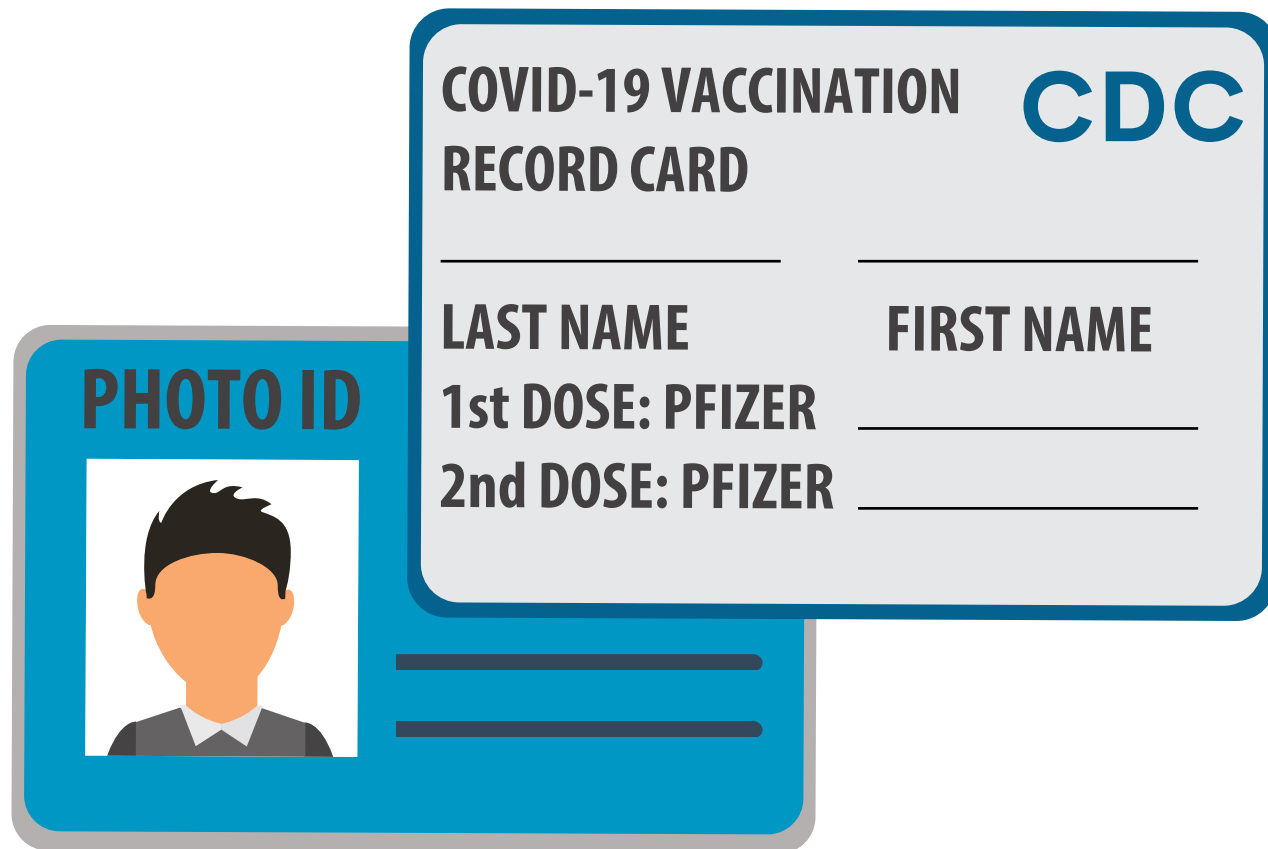 COVID-19 VACCINATION CDC
RECORD CARD
LAST NAME FIRST NAME
1st DOSE: PFIZER
2nd DOSE: PFIZER
PHOTO ID